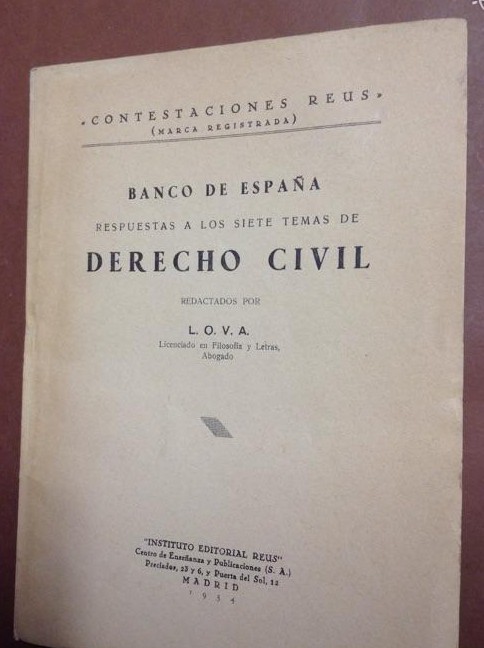 «CONTESTACIONES REUS»
(MARCA REGISTRADA)
BANCO DE ESPAÑA
RESPUESTAS A LOS SIETE TEMAS DE
DERECHO CIVIL
REDACTADOS POR
L. O. V. A.
Licenciado en Filosofía y Letras,
Abogado
"INSTITUTO EDITORIAL REUS"
Centro de Enseñanza y Publicaciones (S. A.)
Preciados, 23 y 6, y Puerta del Sol, 12
MADRID
1954